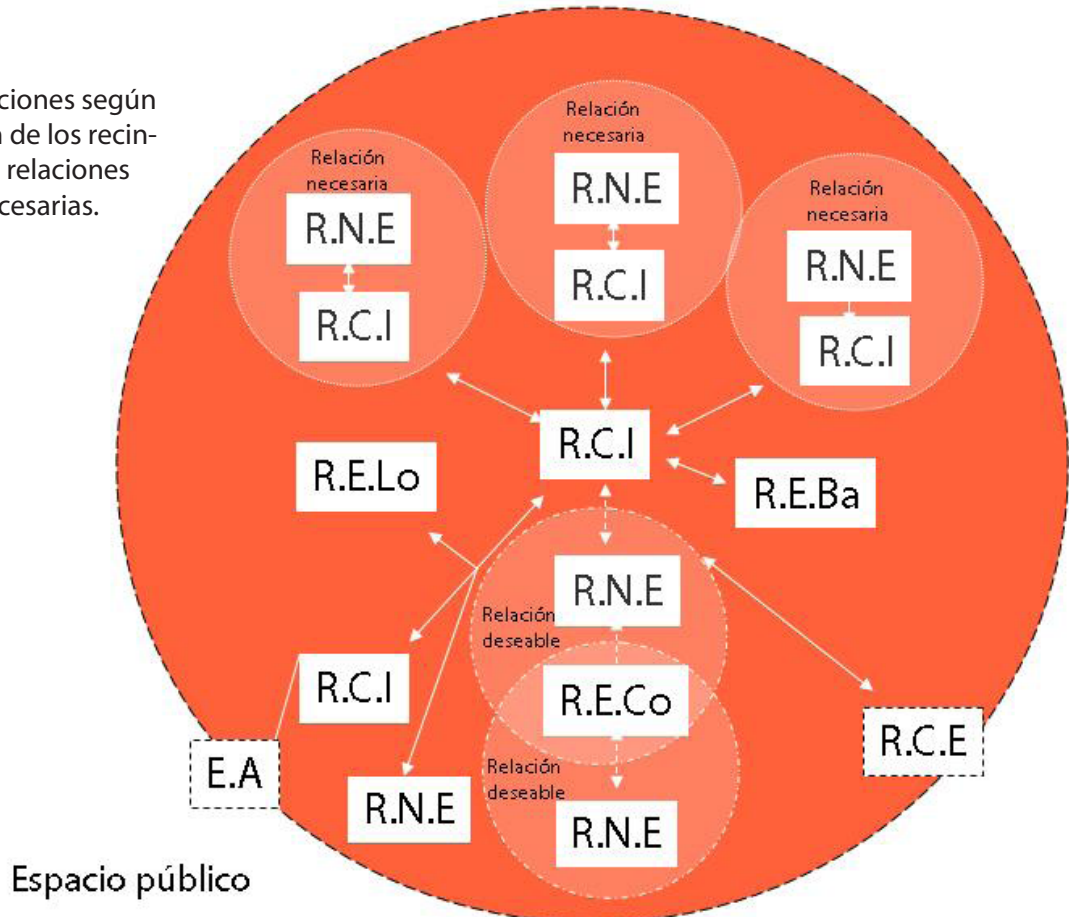 ciones según
de los recin-
relaciones
cesarias.
Relación
necesaria
R.N.E
R.C.I
Relación
necesaria
R.N.E
R.C.I
Relación
necesaria
R.N.E
R.C.I
R.C.I
R.E.Lo
R.E.Ba
R.N.E
Relación
deseable
R.C.I
R.E.Co
R.C.E
E.A
R.N.E
Relación
deseable
R.N.E
Espacio público